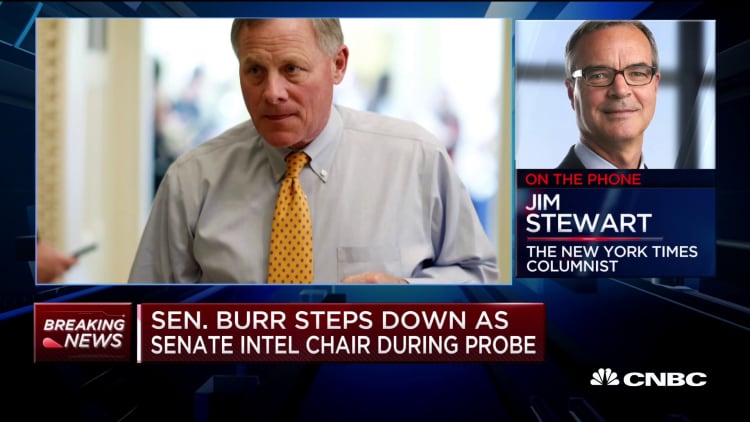 ON THE PHONE
JIM
STEWART
THE NEW YORK TIMES
COLUMNIST
BREAKING
NEWS
SEN. BURR STEPS DOWN AS
SENATE INTEL CHAIR DURING PROBE
CNBC